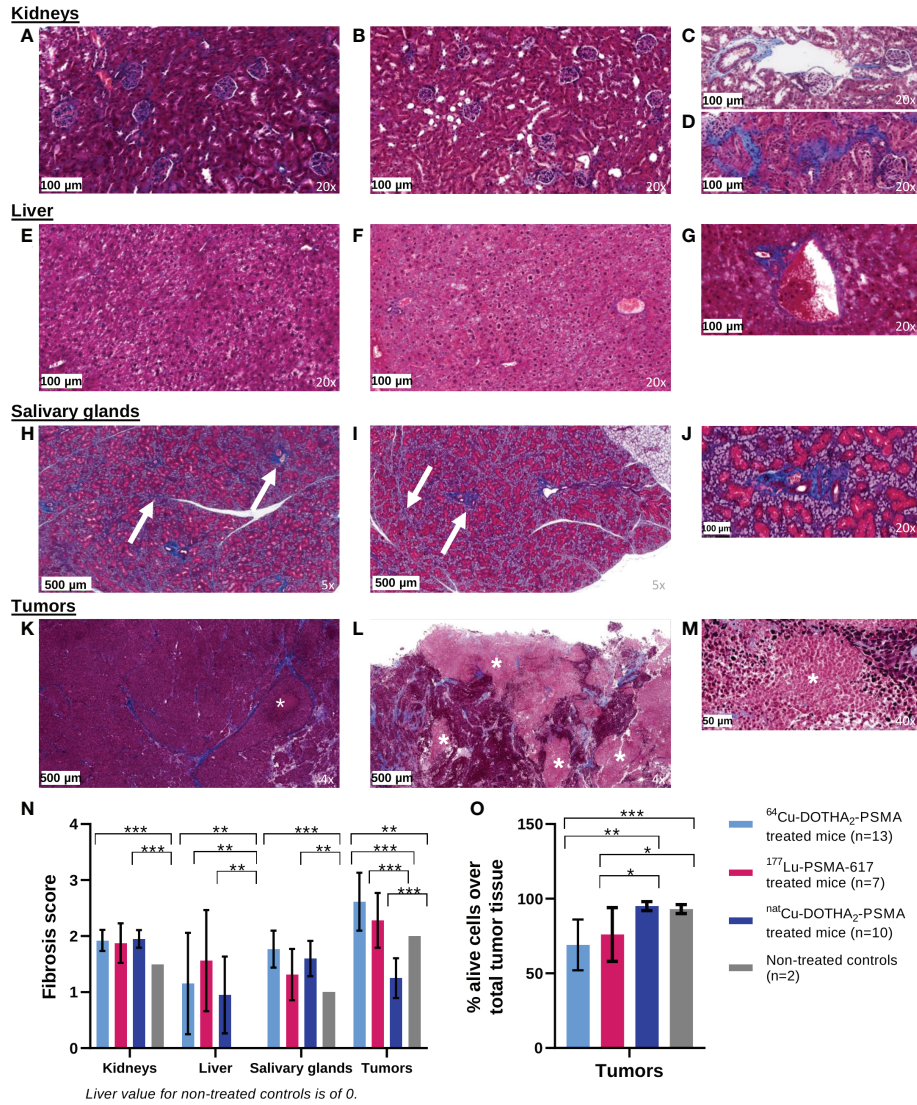 Kidneys
A
B
C
100 µm
20x
100 µm
20x
100 µm
20x
D
100 µm
20x
Liver
E
F
G
100 µm
20x
100 µm
20x
100 µm
20x
Salivary glands
H
I
J
500 µm
5x
500 µm
5x
100 µm
20x
Tumors
K
L
M
*
*
*
*
*
*
500 µm
4x
500 µm
4x
50 µm
40x
N
Fibrosis score
4
3
2
1
0
***
***
**
**
**
***
**
**
***
***
***
Kidneys
Liver
Salivary glands
Tumors
Liver value for non-treated controls is of 0.
O
% alive cells over
total tumor tissue
150
100
50
0
***
**
*
*
Tumors
⁶⁴Cu-DOTHA₂-PSMA
treated mice (n=13)
¹⁷⁷Lu-PSMA-617
treated mice (n=7)
ⁿᵃᵗCu-DOTHA₂-PSMA
treated mice (n=10)
Non-treated controls
(n=2)